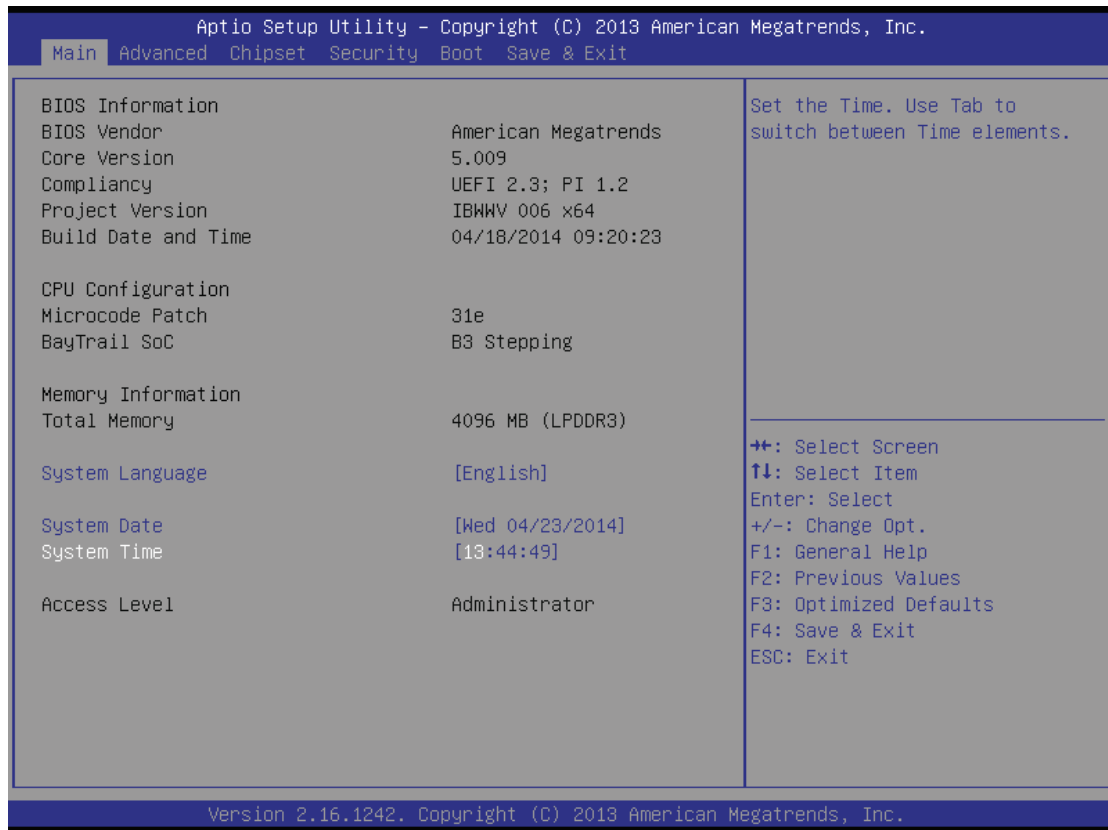 Aptio Setup Utility – Copyright (C) 2013 American Megatrends, Inc.
Main Advanced Chipset Security Boot Save & Exit
BIOS Information
BIOS Vendor American Megatrends
Core Version 5.009
Compliancy UEFI 2.3; PI 1.2
Project Version IBWWV 006 x64
Build Date and Time 04/18/2014 09:20:23
CPU Configuration
Microcode Patch 31e
BayTrail SoC B3 Stepping
Memory Information
Total Memory 4096 MB (LPDDR3)
System Language [English]
System Date [Wed 04/23/2014]
System Time [13:44:49]
Access Level Administrator
Set the Time. Use Tab to
switch between Time elements.
→←: Select Screen
↑↓: Select Item
Enter: Select
+/-: Change Opt.
F1: General Help
F2: Previous Values
F3: Optimized Defaults
F4: Save & Exit
ESC: Exit
Version 2.16.1242. Copyright (C) 2013 American Megatrends, Inc.